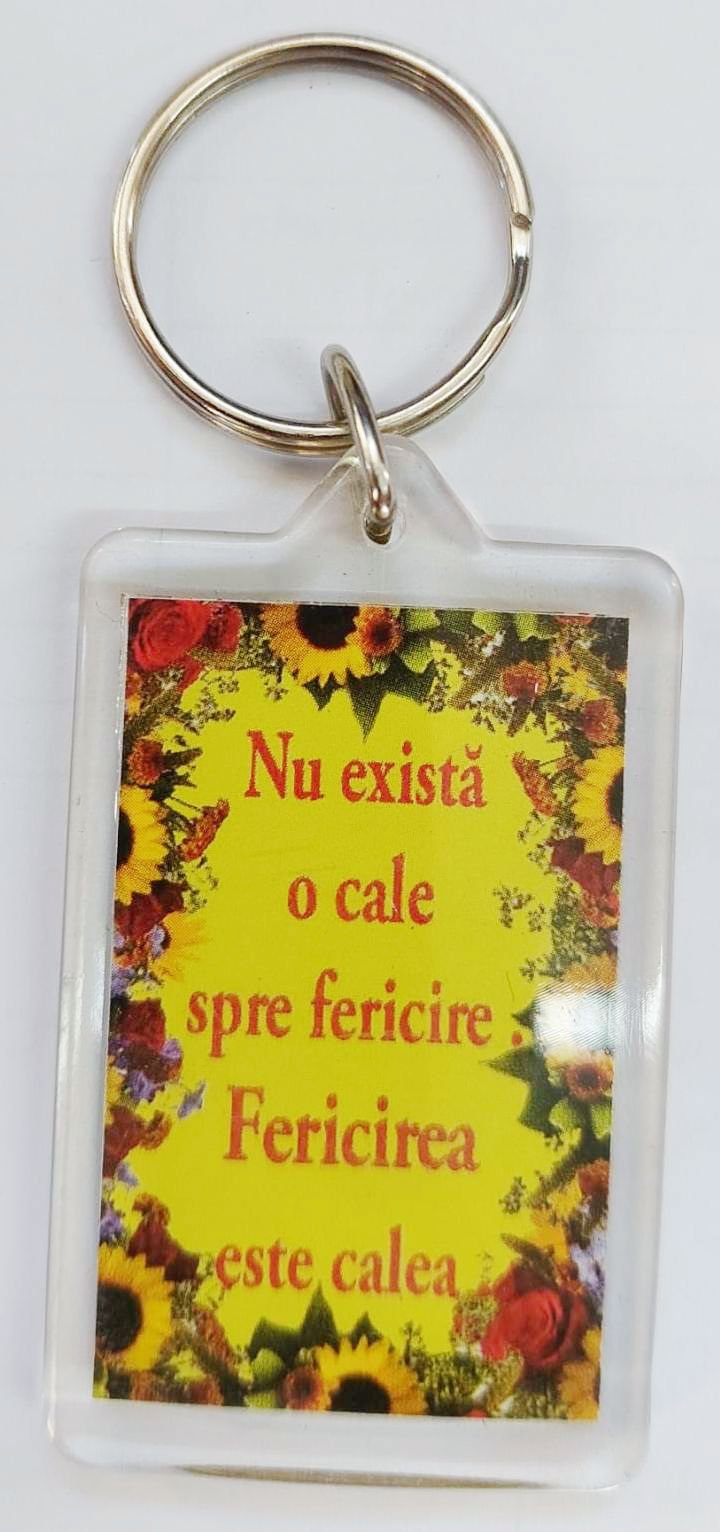 Nu există
o cale
spre fericire .
Fericirea
este calea .